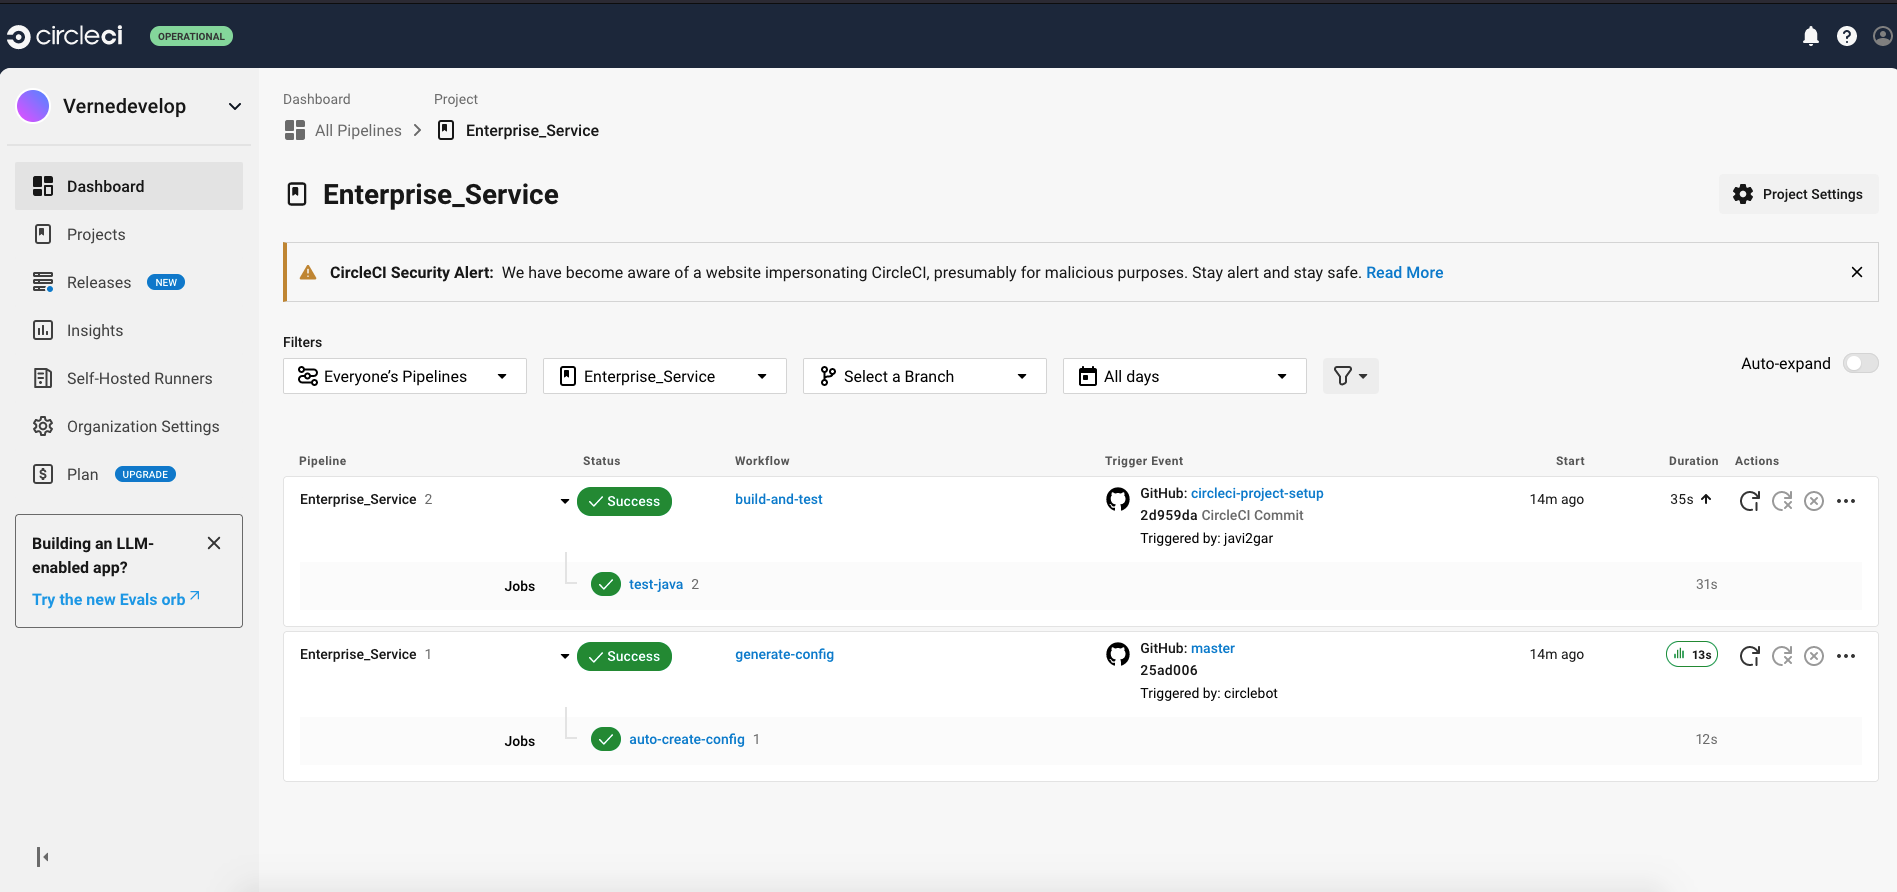 circleci
OPERATIONAL
Vernedevelop
Dashboard
Projects
Releases NEW
Insights
Self-Hosted Runners
Organization Settings
Plan UPGRADE
Building an LLM-
enabled app?
Try the new Evals orb
Dashboard Project
All Pipelines Enterprise_Service
Enterprise_Service
Project Settings
CircleCI Security Alert: We have become aware of a website impersonating CircleCI, presumably for malicious purposes. Stay alert and stay safe. Read More
Filters
Everyone’s Pipelines Enterprise_Service Select a Branch All days
Auto-expand
Pipeline Status Workflow Trigger Event Start Duration Actions
Enterprise_Service 2 Success build-and-test GitHub: circleci-project-setup 14m ago 35s
2d959da CircleCI Commit
Triggered by: javi2gar
Jobs test-java 2 31s
Enterprise_Service 1 Success generate-config GitHub: master 14m ago 13s
25ad006
Triggered by: circlebot
Jobs auto-create-config 1 12s